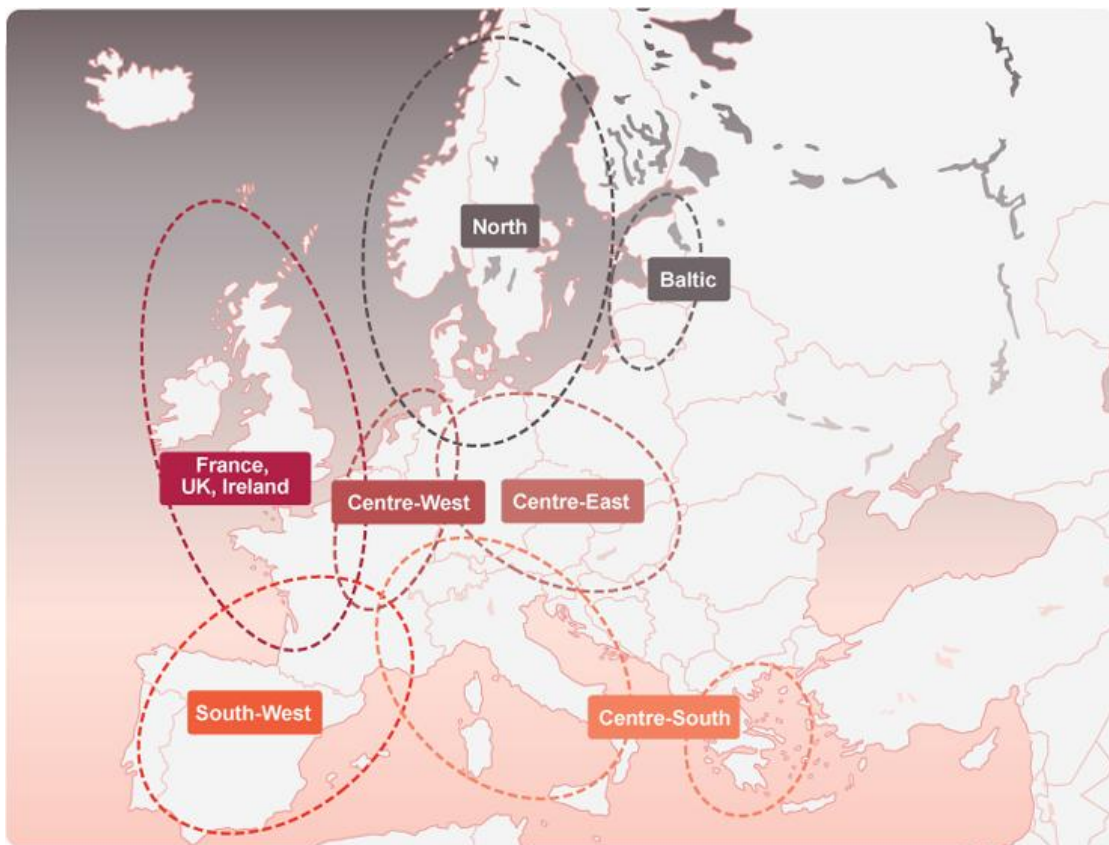 North
Baltic
France,
UK, Ireland
Centre-West
Centre-East
South-West
Centre-South